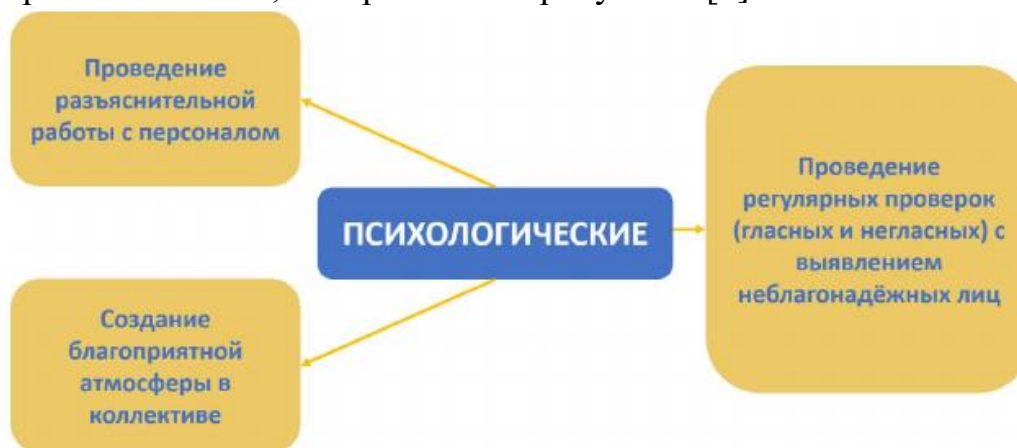 Проведение
разъяснительной
работы с персоналом
ПСИХОЛОГИЧЕСКИЕ
Проведение
регулярных проверок
(гласных и негласных) с
выявлением
неблагонадёжных лиц
Создание
благоприятной
атмосферы в
коллективе